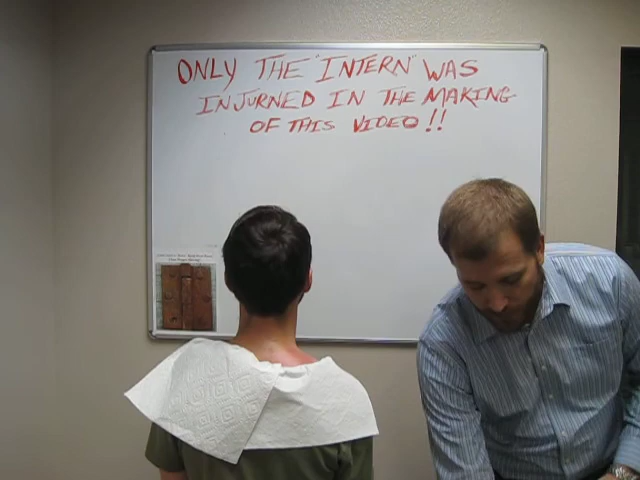 ONLY THE "INTERN" WAS
INJURNED IN THE MAKING
OF THIS VIDEO!!